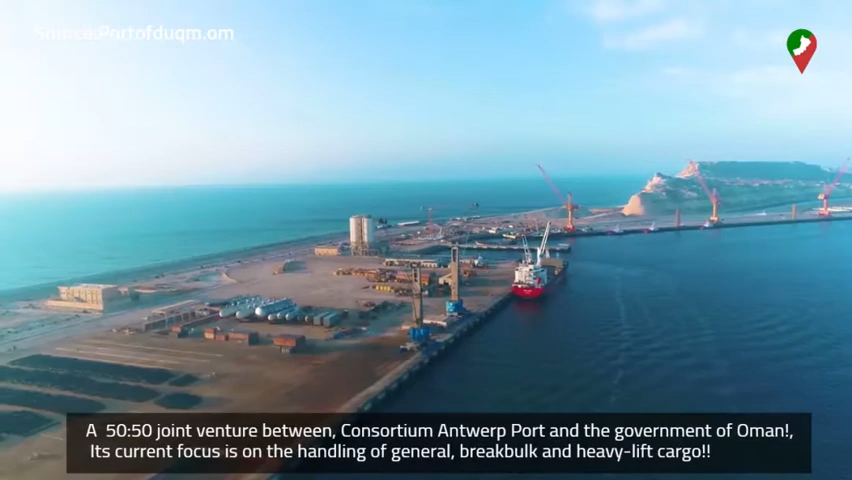 Source:Portofduqm.om
A 50:50 joint venture between, Consortium Antwerp Port and the government of Oman!,
Its current focus is on the handling of general, breakbulk and heavy-lift cargo!!